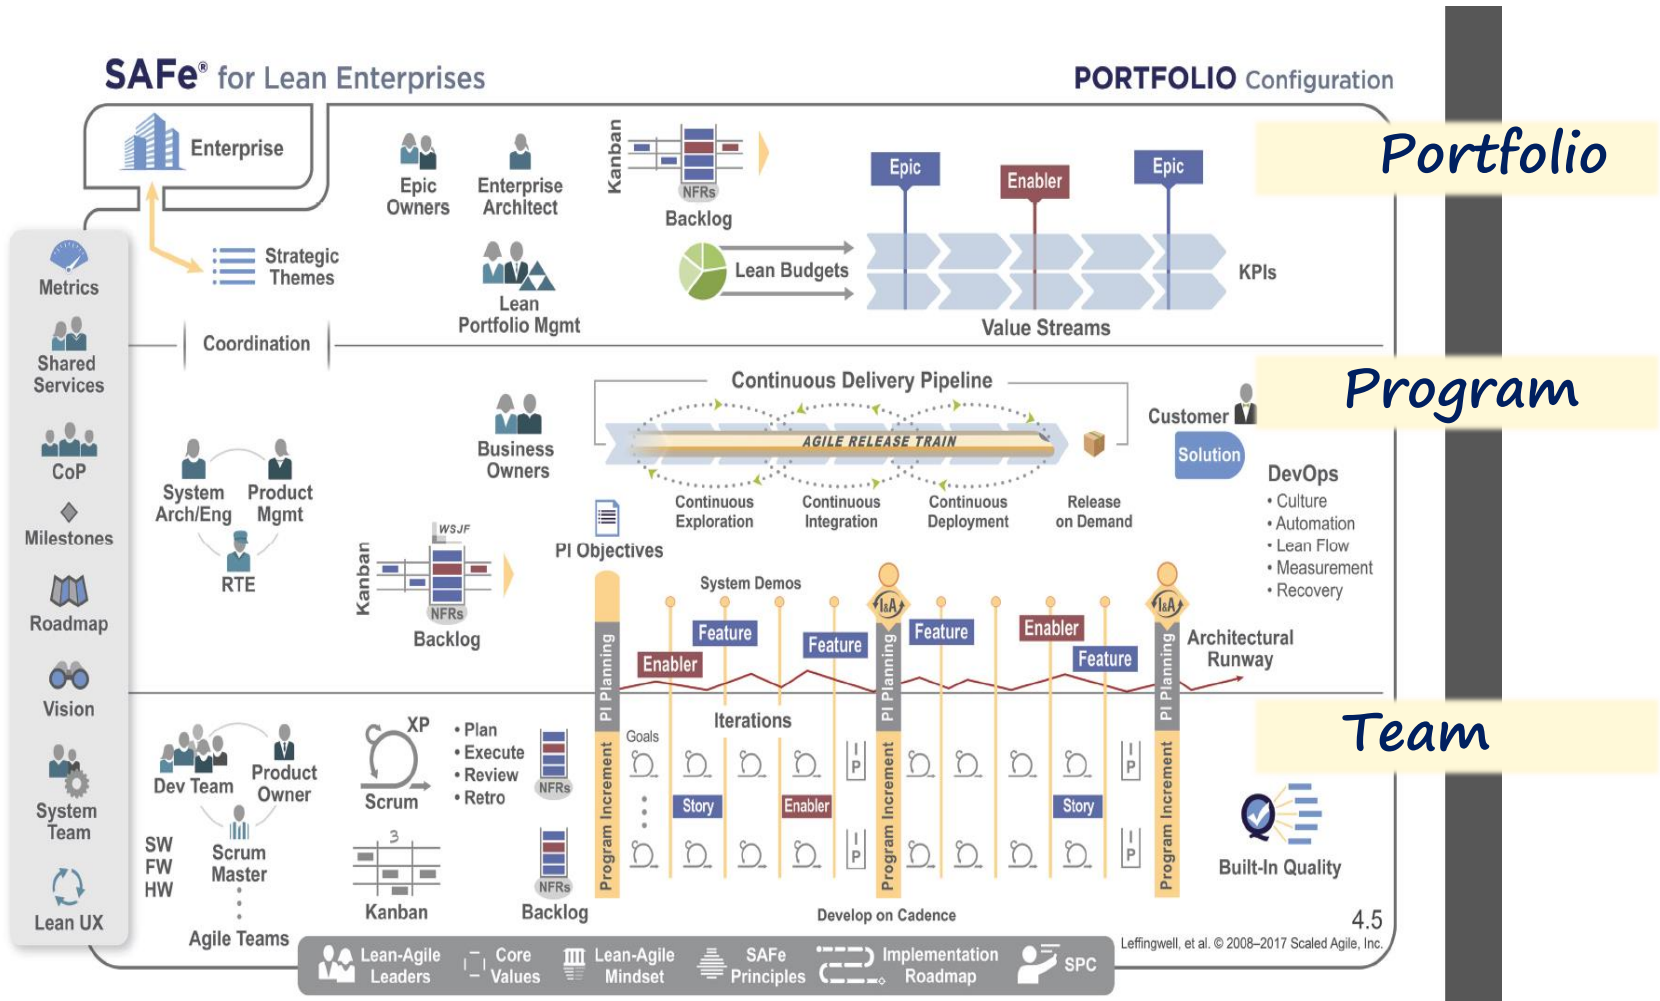 SAFe® for Lean Enterprises
PORTFOLIO Configuration
Portfolio
Enterprise
Epic
Owners
Enterprise
Architect
Kanban
NFRs
Backlog
Epic
Enabler
Epic
Strategic
Themes
Lean
Portfolio Mgmt
Lean Budgets
KPIs
Value Streams
Coordination
Metrics
Shared
Services
CoP
Milestones
Roadmap
Vision
System
Team
Lean UX
Program
Continuous Delivery Pipeline
AGILE RELEASE TRAIN
Continuous
Exploration
Continuous
Integration
Continuous
Deployment
Release
on Demand
Customer
Solution
DevOps
• Culture
• Automation
• Lean Flow
• Measurement
• Recovery
Business
Owners
System
Arch/Eng
Product
Mgmt
RTE
Kanban
WSJF
NFRs
Backlog
PI Objectives
System Demos
I&A
I&A
Enabler
Feature
Feature
Feature
Enabler
Feature
Architectural
Runway
PI Planning
PI Planning
PI Planning
Team
Dev Team
Product
Owner
Scrum
Master
SW
FW
HW
Agile Teams
XP
Scrum
• Plan
• Execute
• Review
• Retro
3
Kanban
NFRs
NFRs
Backlog
Program Increment
Program Increment
Program Increment
Goals
Iterations
Story
Enabler
Story
I
P
I
P
I
P
I
P
Develop on Cadence
Built-In Quality
4.5
Leffingwell, et al. © 2008–2017 Scaled Agile, Inc.
Lean-Agile
Leaders
Core
Values
Lean-Agile
Mindset
SAFe
Principles
Implementation
Roadmap
SPC